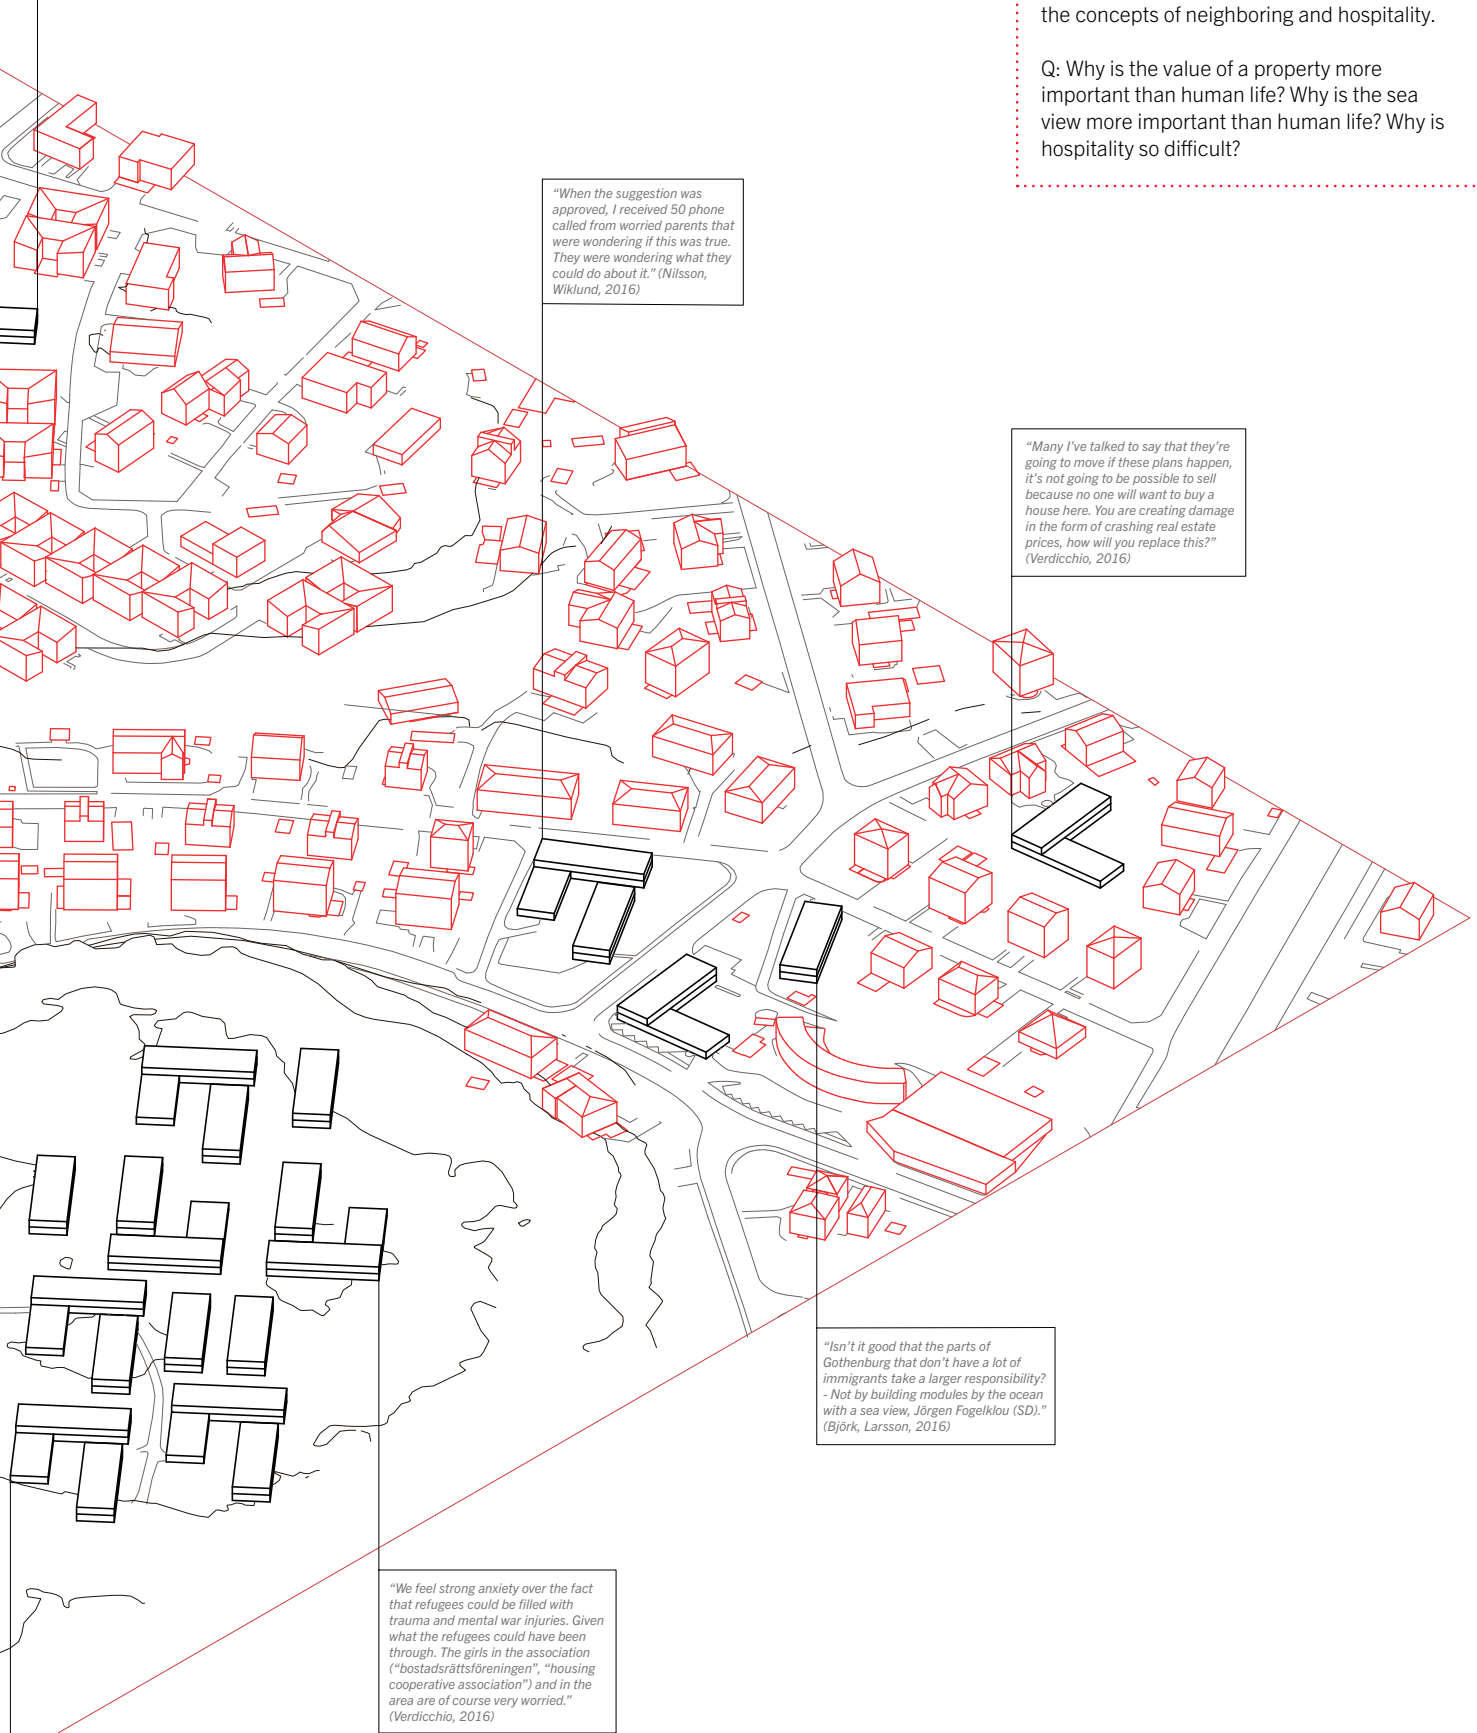 the concepts of neighboring and hospitality.
Q: Why is the value of a property more
important than human life? Why is the sea
view more important than human life? Why is
hospitality so difficult?
“When the suggestion was
approved, I received 50 phone
called from worried parents that
were wondering if this was true.
They were wondering what they
could do about it.” (Nilsson,
Wiklund, 2016)
“Many I’ve talked to say that they’re
going to move if these plans happen,
it’s not going to be possible to sell
because no one will want to buy a
house here. You are creating damage
in the form of crashing real estate
prices, how will you replace this?”
(Verdicchio, 2016)
“Isn’t it good that the parts of
Gothenburg that don’t have a lot of
immigrants take a larger responsibility?
- Not by building modules by the ocean
with a sea view, Jörgen Fogelklou (SD).”
(Björk, Larsson, 2016)
“We feel strong anxiety over the fact
that refugees could be filled with
trauma and mental war injuries. Given
what the refugees could have been
through. The girls in the association
(“bostadsrättsföreningen”, “housing
cooperative association”) and in the
area are of course very worried.”
(Verdicchio, 2016)